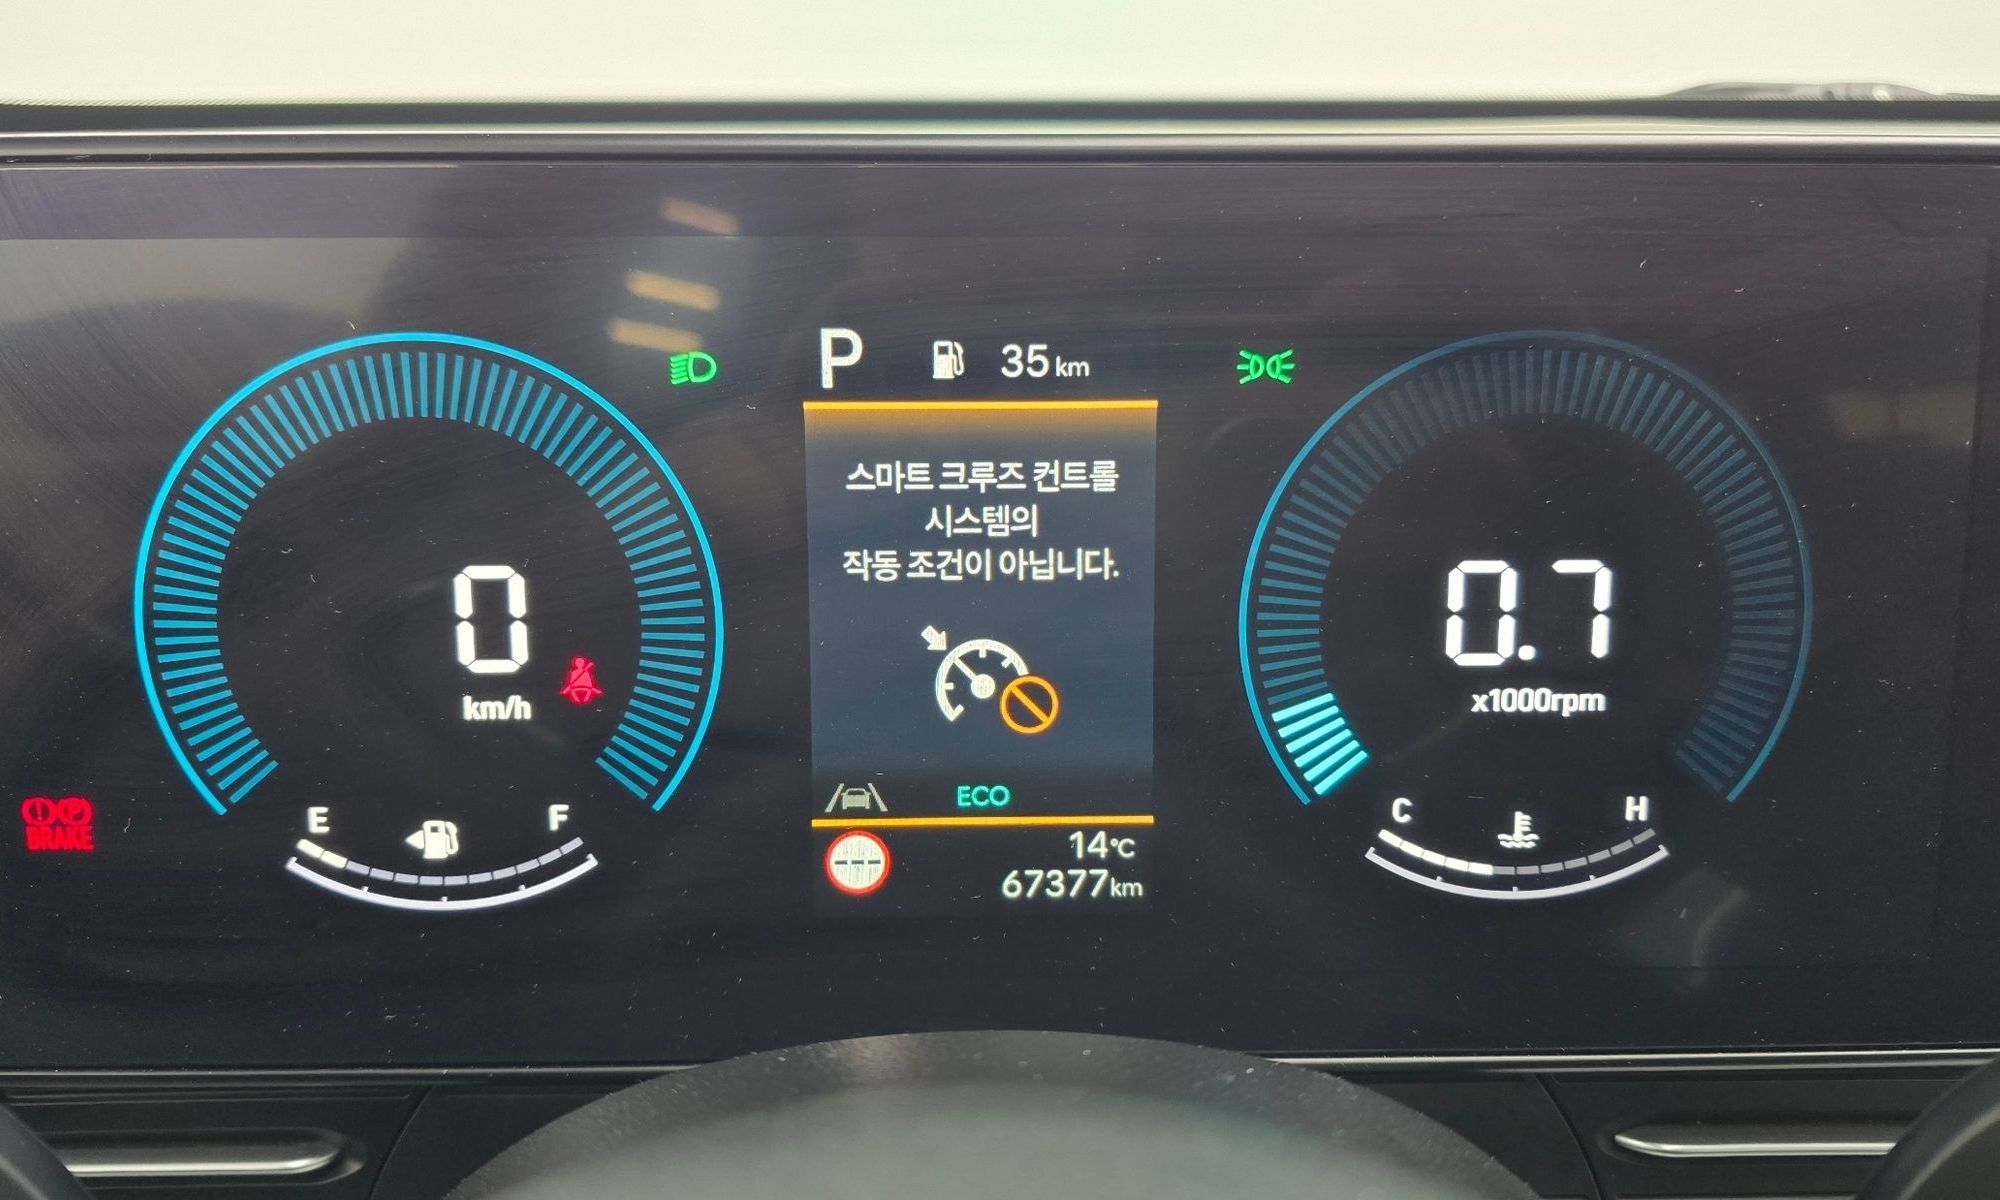 P 35 km
스마트 크루즈 컨트롤
시스템의
작동 조건이 아닙니다.
0
km/h
0.7
x1000rpm
ECO
E F
C H
BRAKE
P
---
14°C
67377km